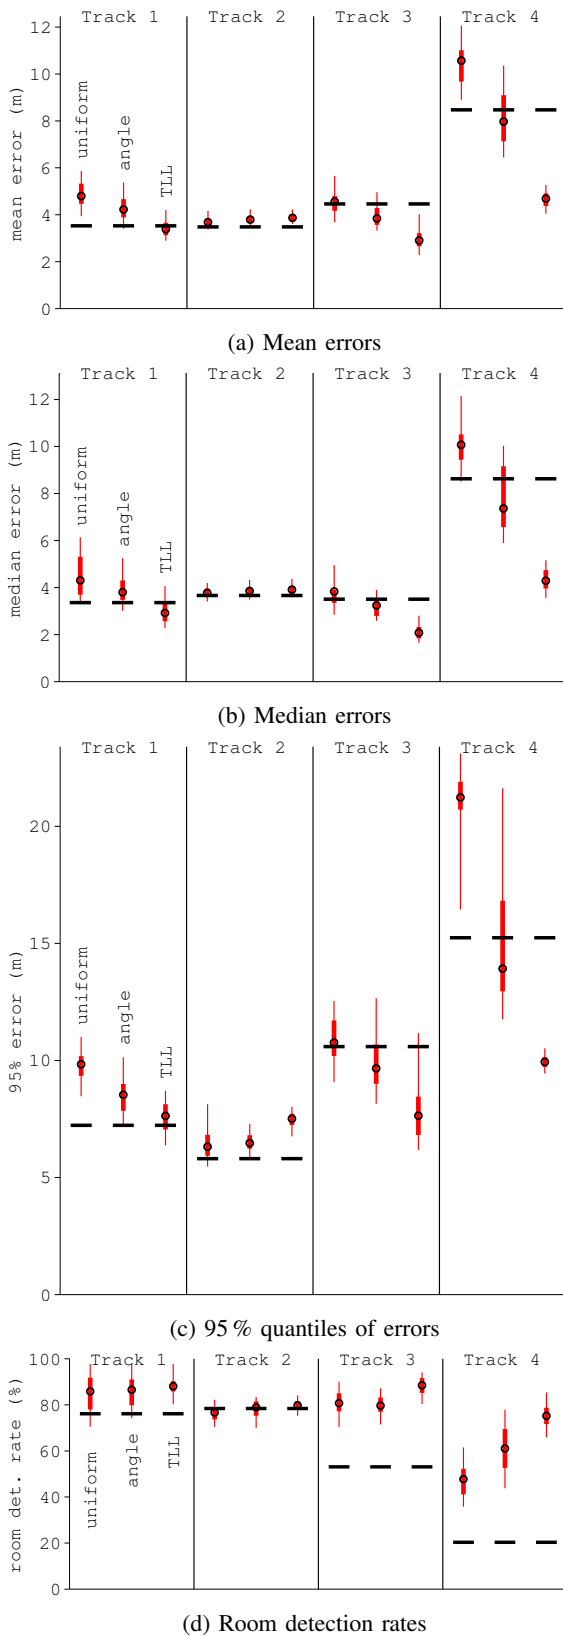 Track 1 Track 2 Track 3 Track 4
mean error (m)
12
10
8
6
4
2
0
uniform
angle
TLL
(a) Mean errors
Track 1 Track 2 Track 3 Track 4
median error (m)
12
10
8
6
4
2
0
uniform
angle
TLL
(b) Median errors
Track 1 Track 2 Track 3 Track 4
95% error (m)
20
15
10
5
0
uniform
angle
TLL
(c) 95 % quantiles of errors
Track 1 Track 2 Track 3 Track 4
room det. rate (%)
100
80
60
40
20
0
uniform
angle
TLL
(d) Room detection rates